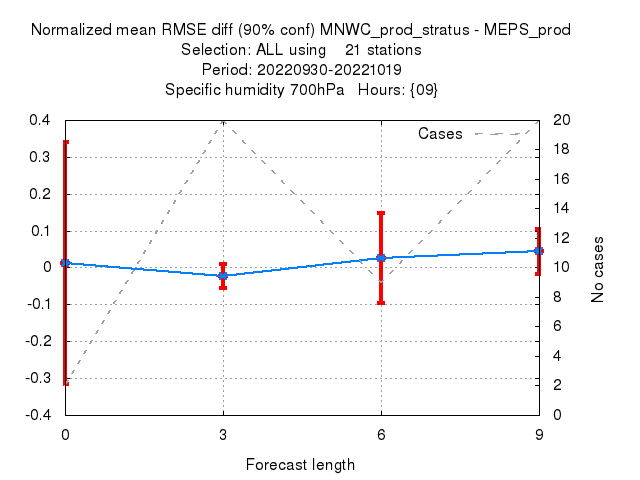 Normalized mean RMSE diff (90% conf) MNWC_prod_stratus - MEPS_prod
Selection: ALL using 21 stations
Period: 20220930-20221019
Specific humidity 700hPa Hours: {09}
Cases
0.4
0.3
0.2
0.1
0
-0.1
-0.2
-0.3
-0.4
20
18
16
14
12
10
8
6
4
2
0
No cases
0 3 6 9
Forecast length